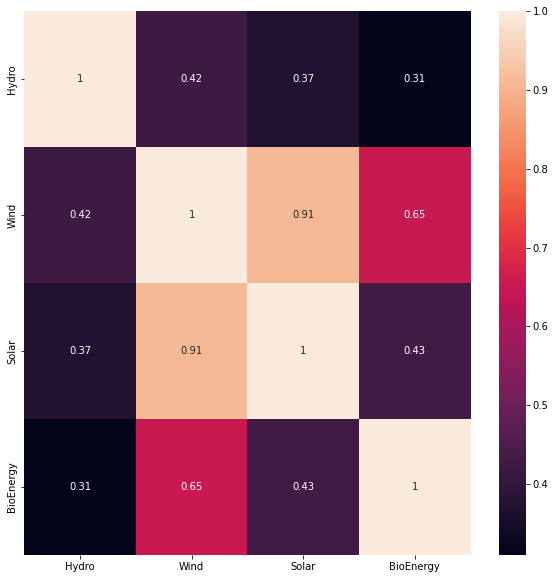 Hydro 1 0.42 0.37 0.31
Wind 0.42 1 0.91 0.65
Solar 0.37 0.91 1 0.43
BioEnergy 0.31 0.65 0.43 1
Hydro Wind Solar BioEnergy
1.0
0.9
0.8
0.7
0.6
0.5
0.4